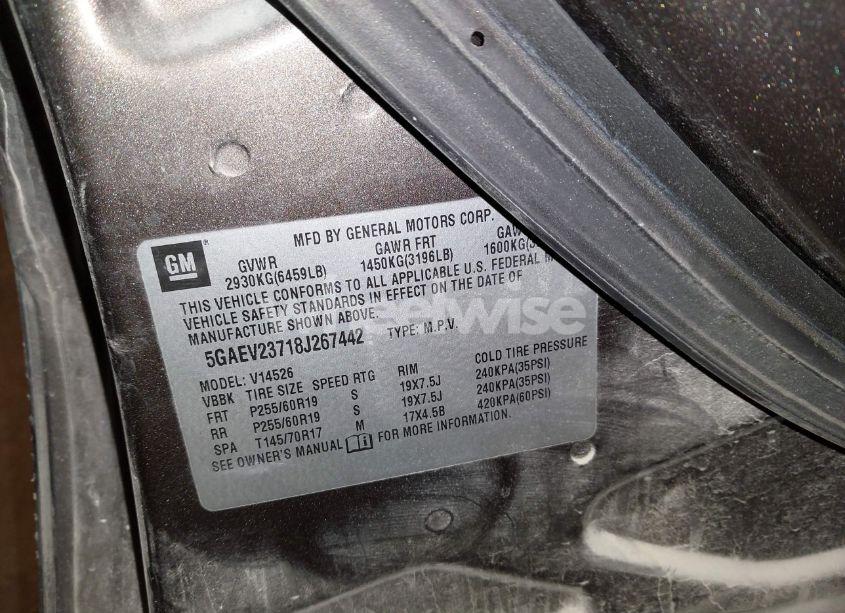 GM
MFD BY GENERAL MOTORS CORP.
GVWR GAWR FRT
2930KG(6459LB) 1450KG(3196LB) 1600KG(3
THIS VEHICLE CONFORMS TO ALL APPLICABLE U.S. FEDERAL
VEHICLE SAFETY STANDARDS IN EFFECT ON THE DATE OF
MANUFACTURE SHOWN ABOVE.
5GAEV23718J267442 TYPE: M.P.V.
MODEL: V14526
VBBK TIRE SIZE SPEED RTG RIM COLD TIRE PRESSURE
FRT P255/60R19 S 19X7.5J 240KPA(35PSI)
RR P255/60R19 S 19X7.5J 240KPA(35PSI)
SPA T145/70R17 M 17X4.5B 420KPA(60PSI)
SEE OWNER'S MANUAL FOR MORE INFORMATION.